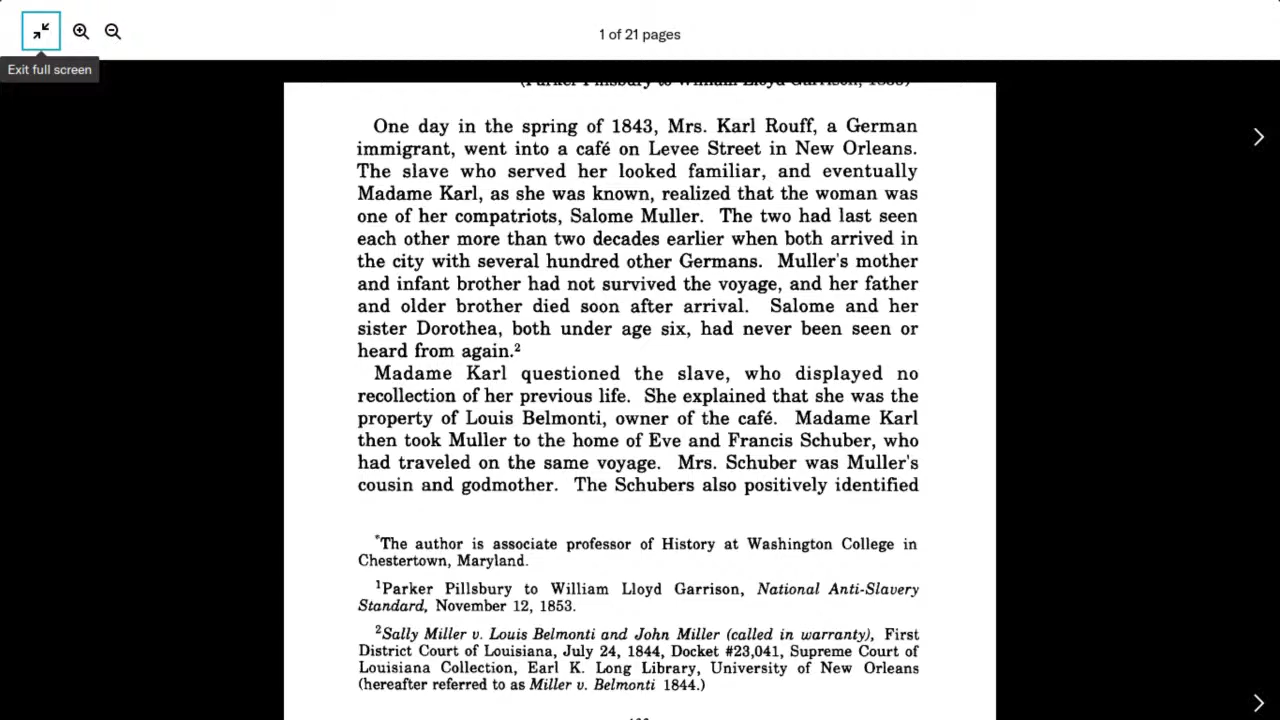 1 of 21 pages
Exit full screen
(Parker Pillsbury to William Lloyd Garrison, 1853)
One day in the spring of 1843, Mrs. Karl Rouff, a German
immigrant, went into a café on Levee Street in New Orleans.
The slave who served her looked familiar, and eventually
Madame Karl, as she was known, realized that the woman was
one of her compatriots, Salome Muller. The two had last seen
each other more than two decades earlier when both arrived in
the city with several hundred other Germans. Muller's mother
and infant brother had not survived the voyage, and her father
and older brother died soon after arrival. Salome and her
sister Dorothea, both under age six, had never been seen or
heard from again.²
Madame Karl questioned the slave, who displayed no
recollection of her previous life. She explained that she was the
property of Louis Belmonti, owner of the café. Madame Karl
then took Muller to the home of Eve and Francis Schuber, who
had traveled on the same voyage. Mrs. Schuber was Muller's
cousin and godmother. The Schubers also positively identified
*The author is associate professor of History at Washington College in
Chestertown, Maryland.
¹Parker Pillsbury to William Lloyd Garrison, National Anti-Slavery
Standard, November 12, 1853.
²Sally Miller v. Louis Belmonti and John Miller (called in warranty), First
District Court of Louisiana, July 24, 1844, Docket #23,041, Supreme Court of
Louisiana Collection, Earl K. Long Library, University of New Orleans
(hereafter referred to as Miller v. Belmonti 1844.)